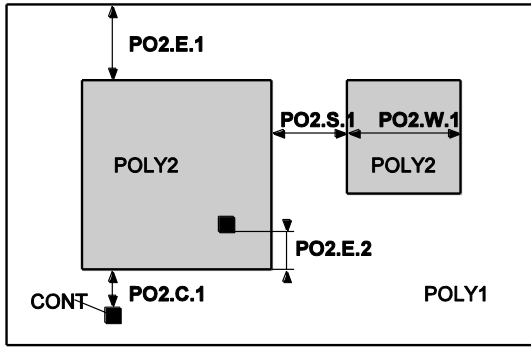 PO2.E.1
PO2.S.1 PO2.W.1
POLY2 POLY2
PO2.E.2
PO2.C.1
CONT POLY1